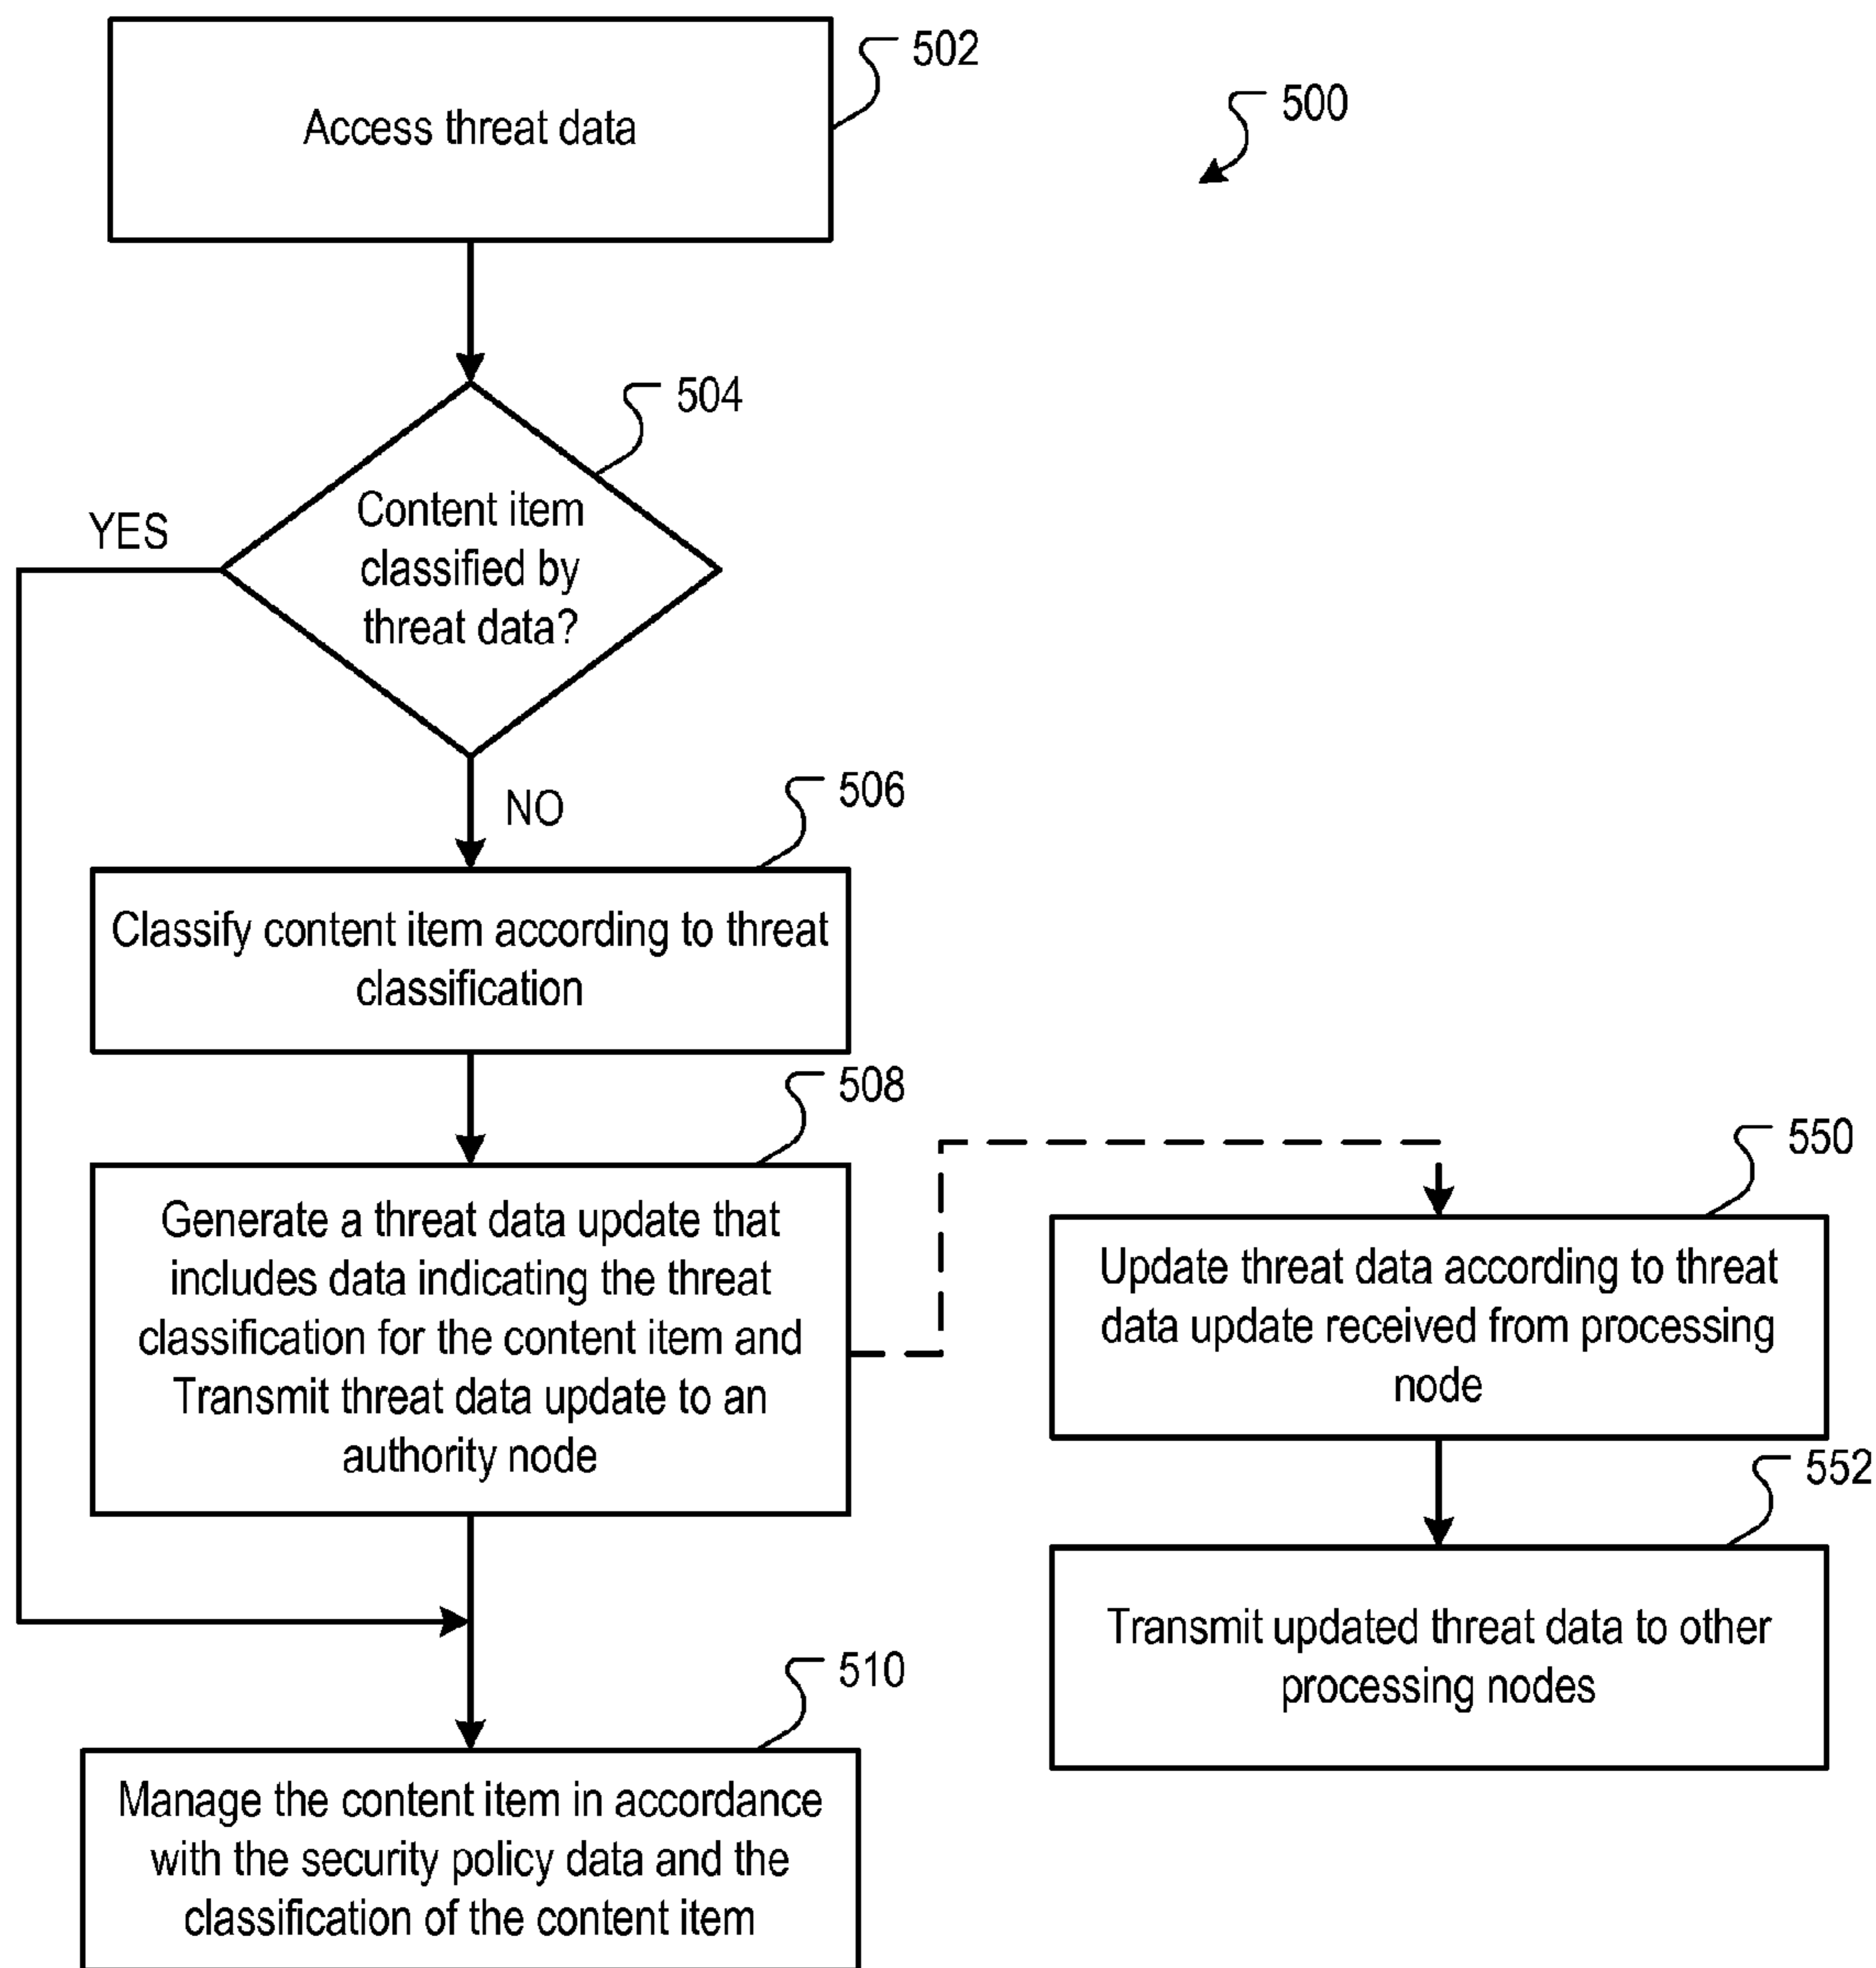 502
500
Access threat data
504
Content item
classified by
threat data?
YES
NO
506
Classify content item according to threat
classification
508
Generate a threat data update that
includes data indicating the threat
classification for the content item and
Transmit threat data update to an
authority node
550
Update threat data according to threat
data update received from processing
node
552
Transmit updated threat data to other
processing nodes
510
Manage the content item in accordance
with the security policy data and the
classification of the content item